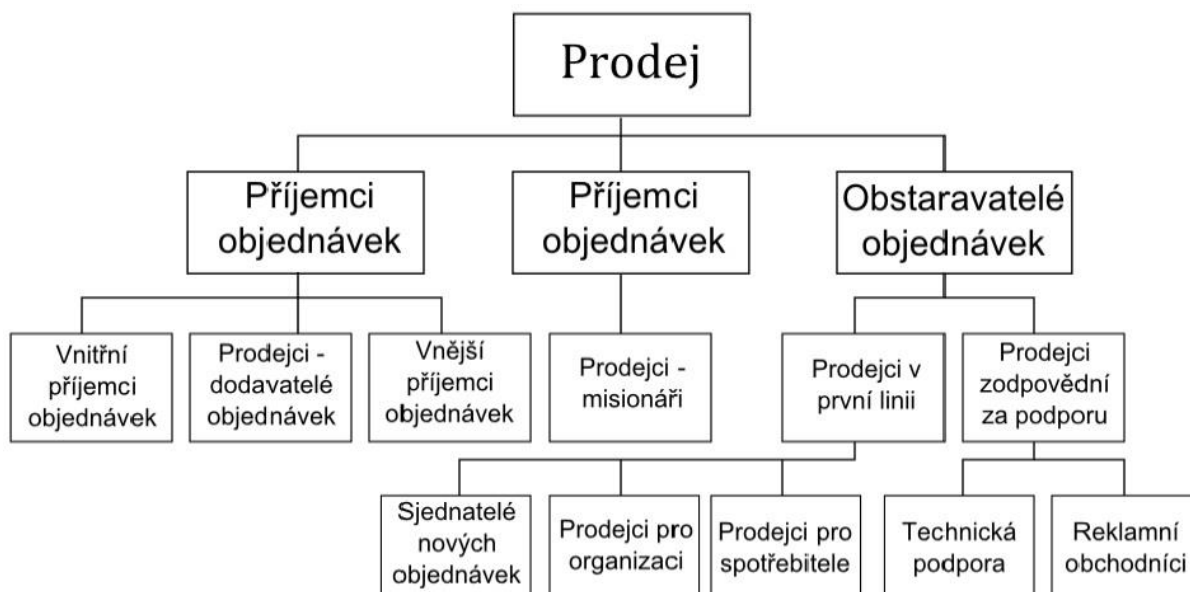 Prodej
Příjemci
objednávek
Příjemci
objednávek
Obstaravatelé
objednávek
Vnitřní
příjemci
objednávek
Prodejci -
dodavatelé
objednávek
Vnější
příjemci
objednávek
Prodejci -
misionáři
Prodejci v
první linii
Prodejci
zodpovědní
za podporu
Sjednatelé
nových
objednávek
Prodejci pro
organizaci
Prodejci pro
spotřebitele
Technická
podpora
Reklamní
obchodníci